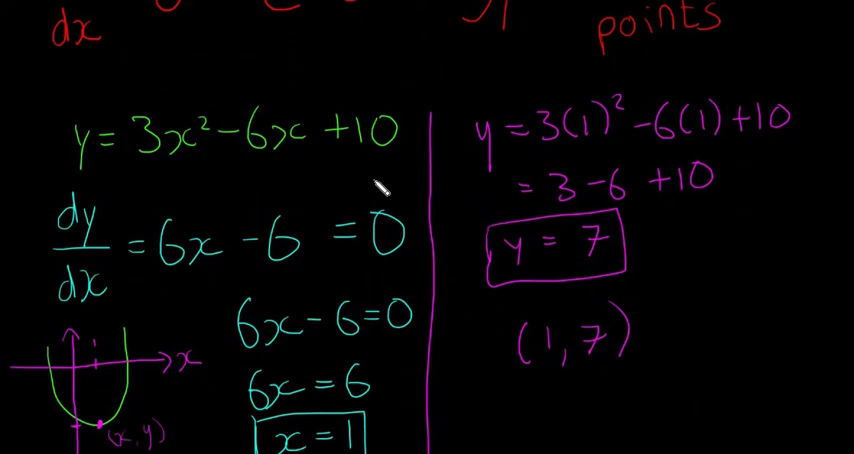 dx
points
y = 3x² - 6x + 10
dy/dx = 6x - 6 = 0
6x - 6 = 0
6x = 6
x = 1
x
(x, y)
y = 3(1)² - 6(1) + 10
= 3 - 6 + 10
y = 7
(1, 7)